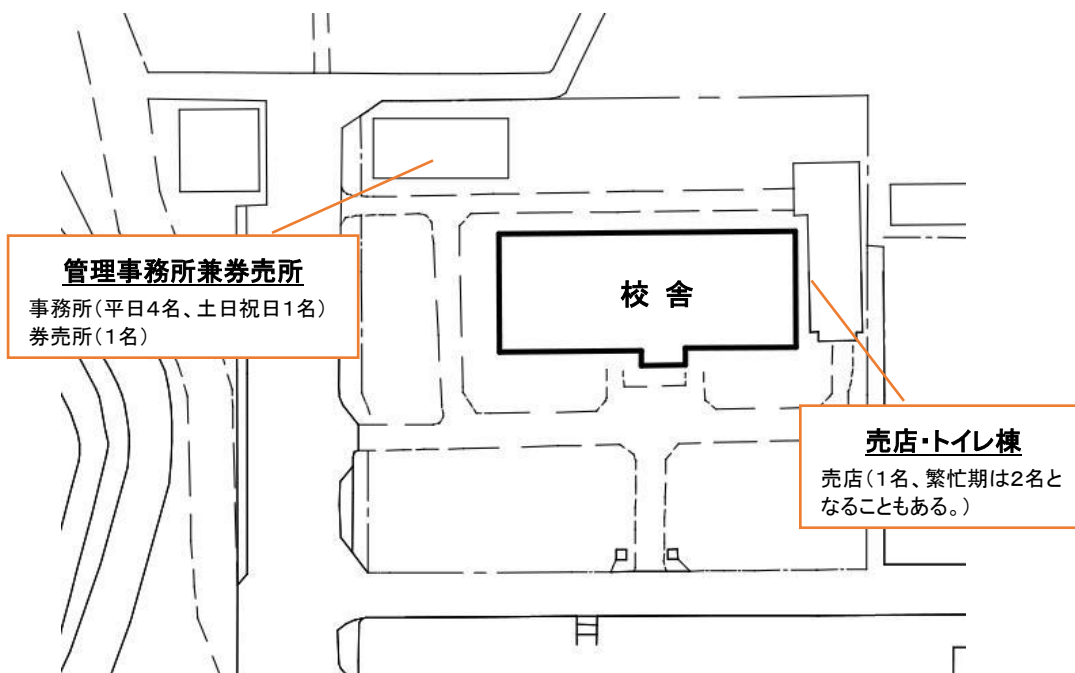 管理事務所兼券売所
事務所(平日4名、土日祝日1名)
券売所(1名)
校 舎
売店・トイレ棟
売店(1名、繁忙期は2名と
なることもある。)